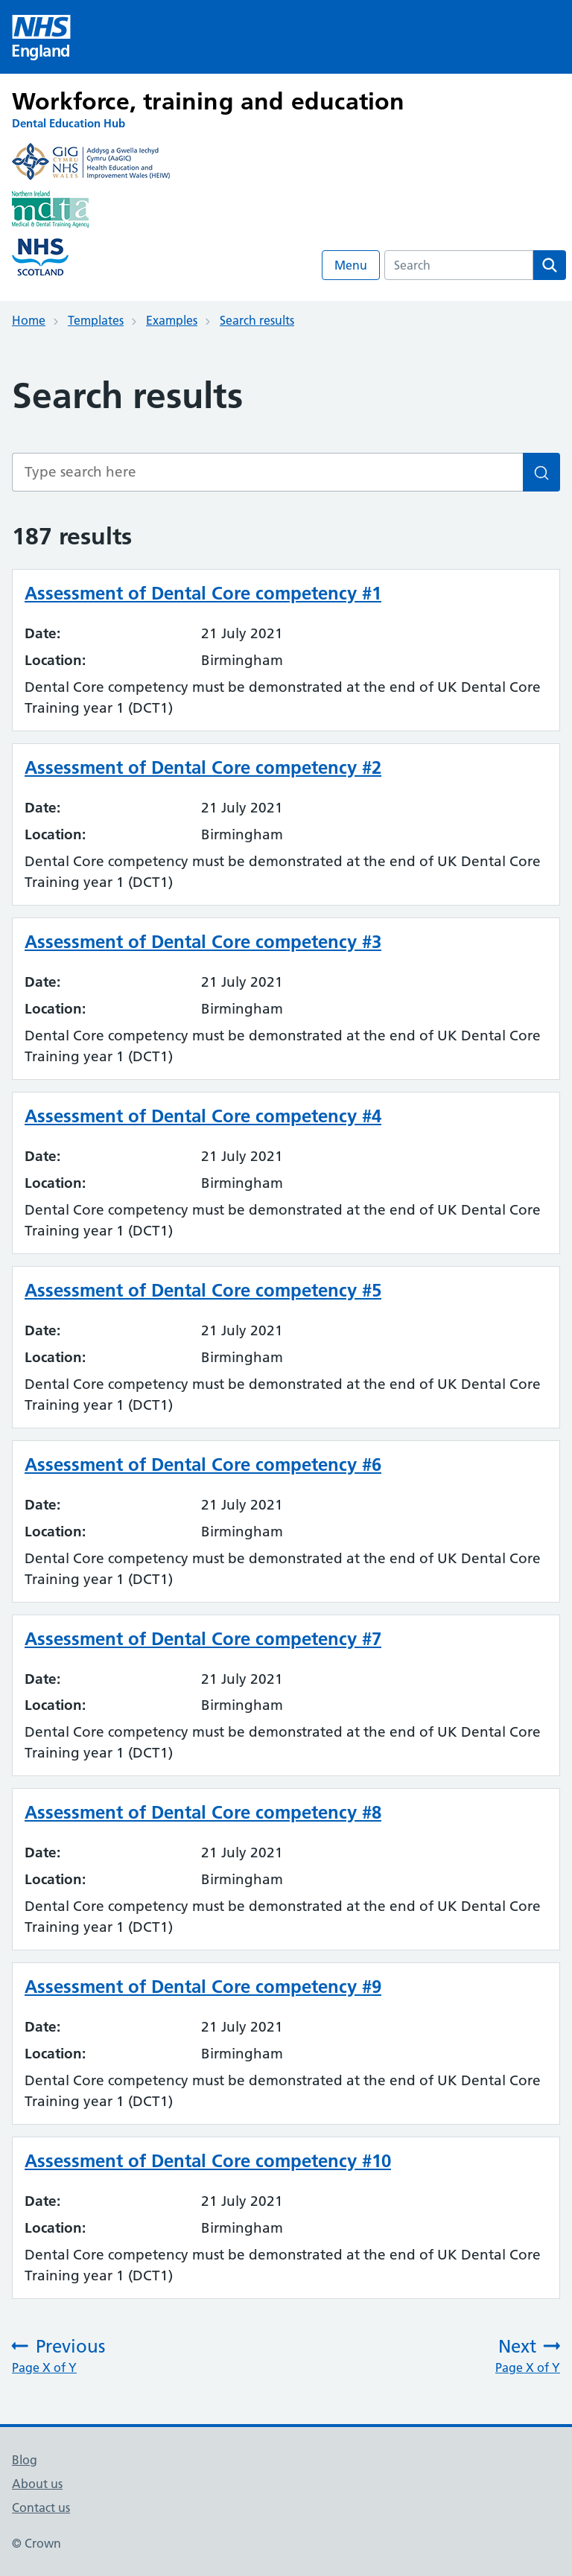 NHS
England
Workforce, training and education
Dental Education Hub
GIG
CYMRU
NHS
WALES
Addysg a Gwella Iechyd
Cymru (AaGIC)
Health Education and
Improvement Wales (HEIW)
Northern Ireland
mdta
Medical & Dental Training Agency
NHS
SCOTLAND
Menu
Search
Home
Templates
Examples
Search results
Search results
Type search here
187 results
Assessment of Dental Core competency #1
Date: 21 July 2021
Location: Birmingham
Dental Core competency must be demonstrated at the end of UK Dental Core
Training year 1 (DCT1)
Assessment of Dental Core competency #2
Date: 21 July 2021
Location: Birmingham
Dental Core competency must be demonstrated at the end of UK Dental Core
Training year 1 (DCT1)
Assessment of Dental Core competency #3
Date: 21 July 2021
Location: Birmingham
Dental Core competency must be demonstrated at the end of UK Dental Core
Training year 1 (DCT1)
Assessment of Dental Core competency #4
Date: 21 July 2021
Location: Birmingham
Dental Core competency must be demonstrated at the end of UK Dental Core
Training year 1 (DCT1)
Assessment of Dental Core competency #5
Date: 21 July 2021
Location: Birmingham
Dental Core competency must be demonstrated at the end of UK Dental Core
Training year 1 (DCT1)
Assessment of Dental Core competency #6
Date: 21 July 2021
Location: Birmingham
Dental Core competency must be demonstrated at the end of UK Dental Core
Training year 1 (DCT1)
Assessment of Dental Core competency #7
Date: 21 July 2021
Location: Birmingham
Dental Core competency must be demonstrated at the end of UK Dental Core
Training year 1 (DCT1)
Assessment of Dental Core competency #8
Date: 21 July 2021
Location: Birmingham
Dental Core competency must be demonstrated at the end of UK Dental Core
Training year 1 (DCT1)
Assessment of Dental Core competency #9
Date: 21 July 2021
Location: Birmingham
Dental Core competency must be demonstrated at the end of UK Dental Core
Training year 1 (DCT1)
Assessment of Dental Core competency #10
Date: 21 July 2021
Location: Birmingham
Dental Core competency must be demonstrated at the end of UK Dental Core
Training year 1 (DCT1)
Previous
Page X of Y
Next
Page X of Y
Blog
About us
Contact us
© Crown